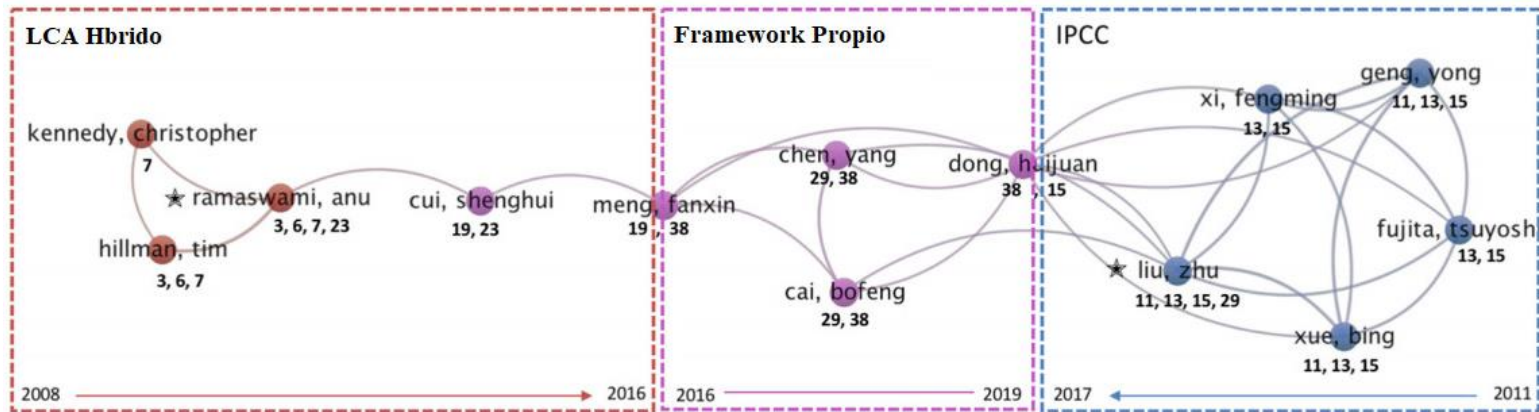 LCA Hbrido
Framework Propio
IPCC
kennedy, christopher
7
ramaswami, anu
3, 6, 7, 23
hillman, tim
3, 6, 7
cui, shenghui
19, 23
meng, fanxin
19 , 38
chen, yang
29, 38
cai, bofeng
29, 38
dong, huijuan
38 , 15
xi, fengming
13, 15
geng, yong
11, 13, 15
fujita, tsuyosh
13, 15
liu, zhu
11, 13, 15, 29
xue, bing
11, 13, 15
2008
2016
2016
2019
2017
2011